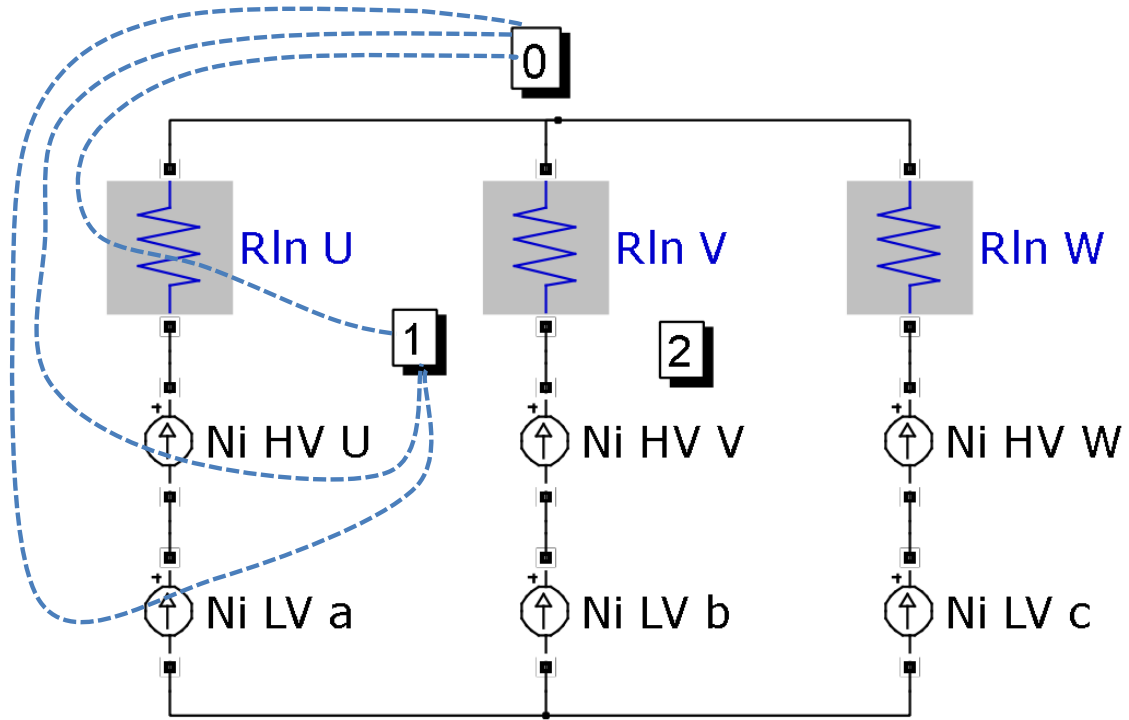 0
Rln U
Rln V
Rln W
1
2
Ni HV U
Ni HV V
Ni HV W
Ni LV a
Ni LV b
Ni LV c